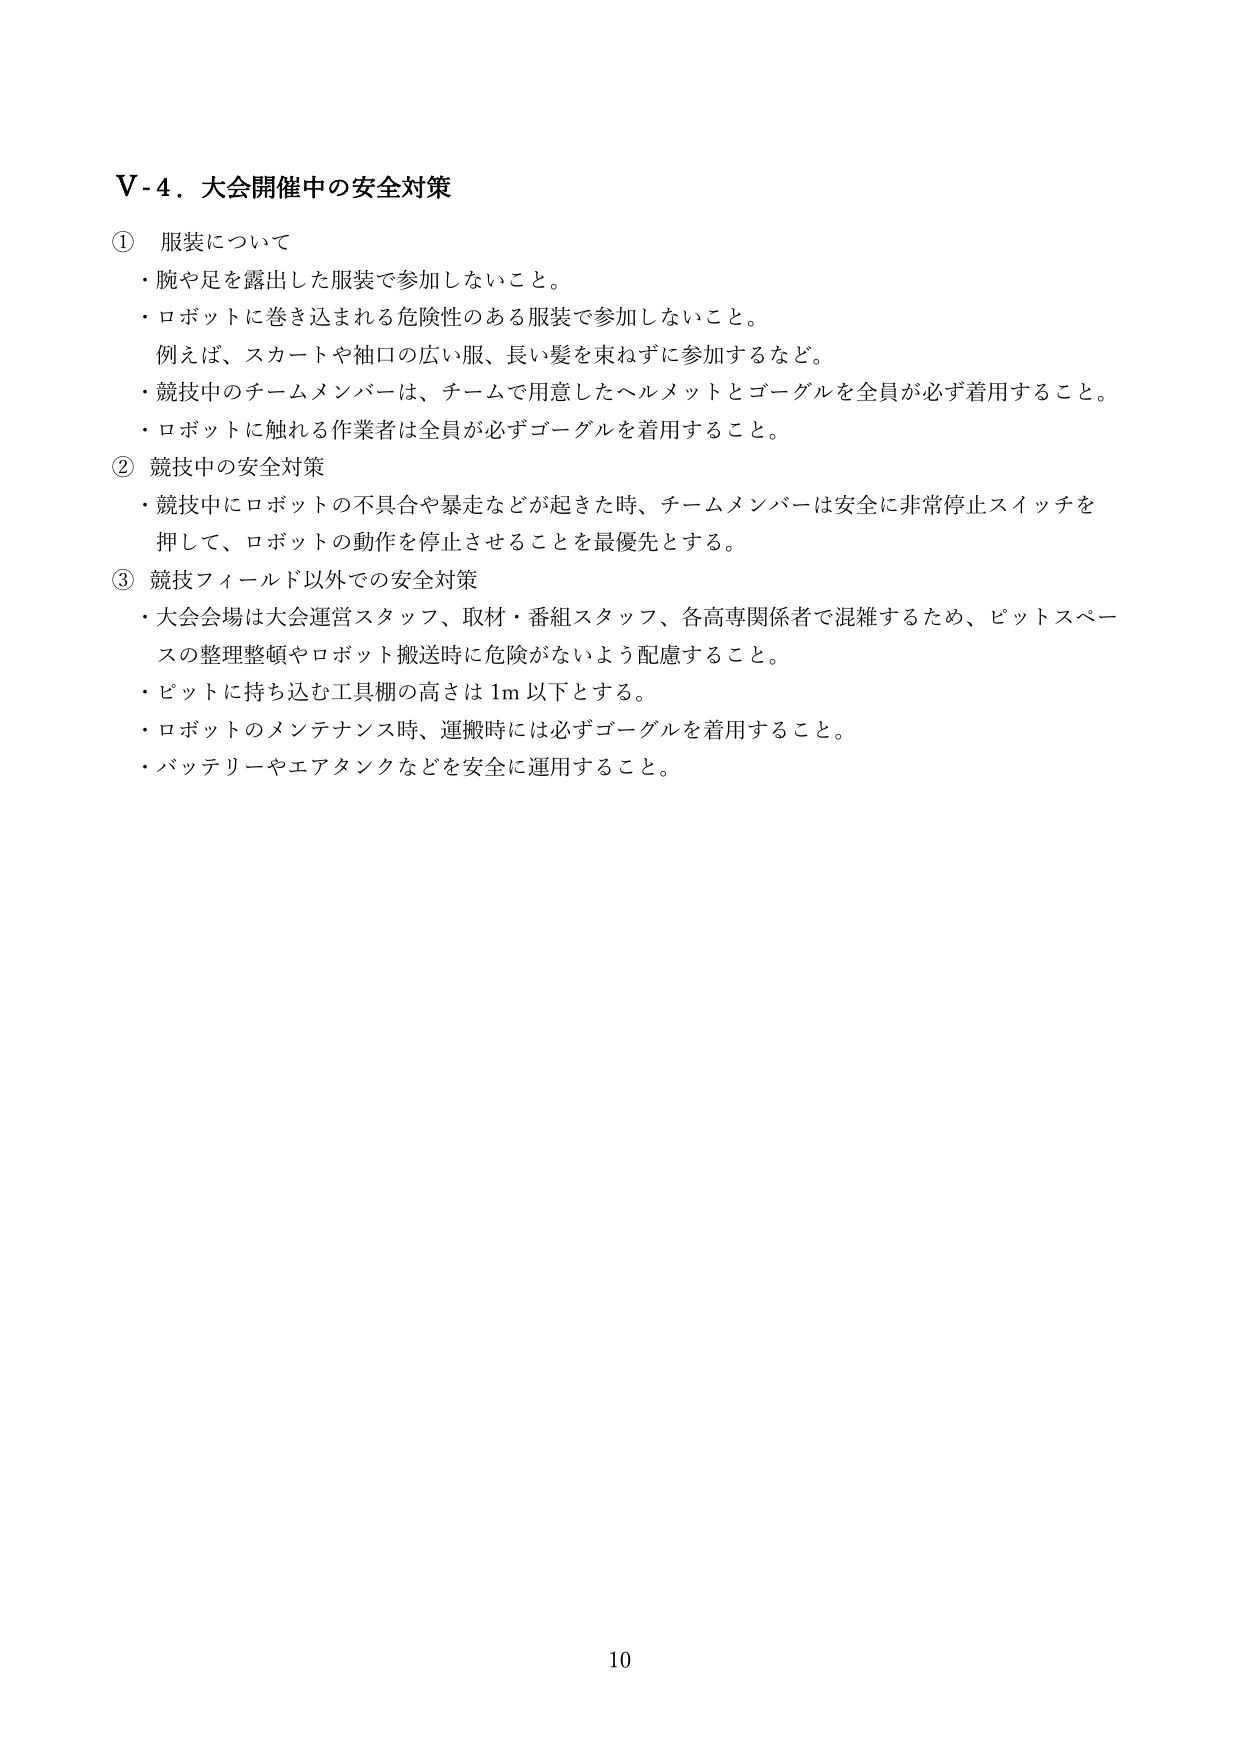 Ⅴ-４．大会開催中の安全対策
①　服装について
・腕や足を露出した服装で参加しないこと。
・ロボットに巻き込まれる危険性のある服装で参加しないこと。
例えば、スカートや袖口の広い服、長い髪を束ねずに参加するなど。
・競技中のチームメンバーは、チームで用意したヘルメットとゴーグルを全員が必ず着用すること。
・ロボットに触れる作業者は全員が必ずゴーグルを着用すること。
② 競技中の安全対策
・競技中にロボットの不具合や暴走などが起きた時、チームメンバーは安全に非常停止スイッチを
押して、ロボットの動作を停止させることを最優先とする。
③ 競技フィールド以外での安全対策
・大会会場は大会運営スタッフ、取材・番組スタッフ、各高専関係者で混雑するため、ピットスペー
スの整理整頓やロボット搬送時に危険がないよう配慮すること。
・ピットに持ち込む工具棚の高さは 1m 以下とする。
・ロボットのメンテナンス時、運搬時には必ずゴーグルを着用すること。
・バッテリーやエアタンクなどを安全に運用すること。
10